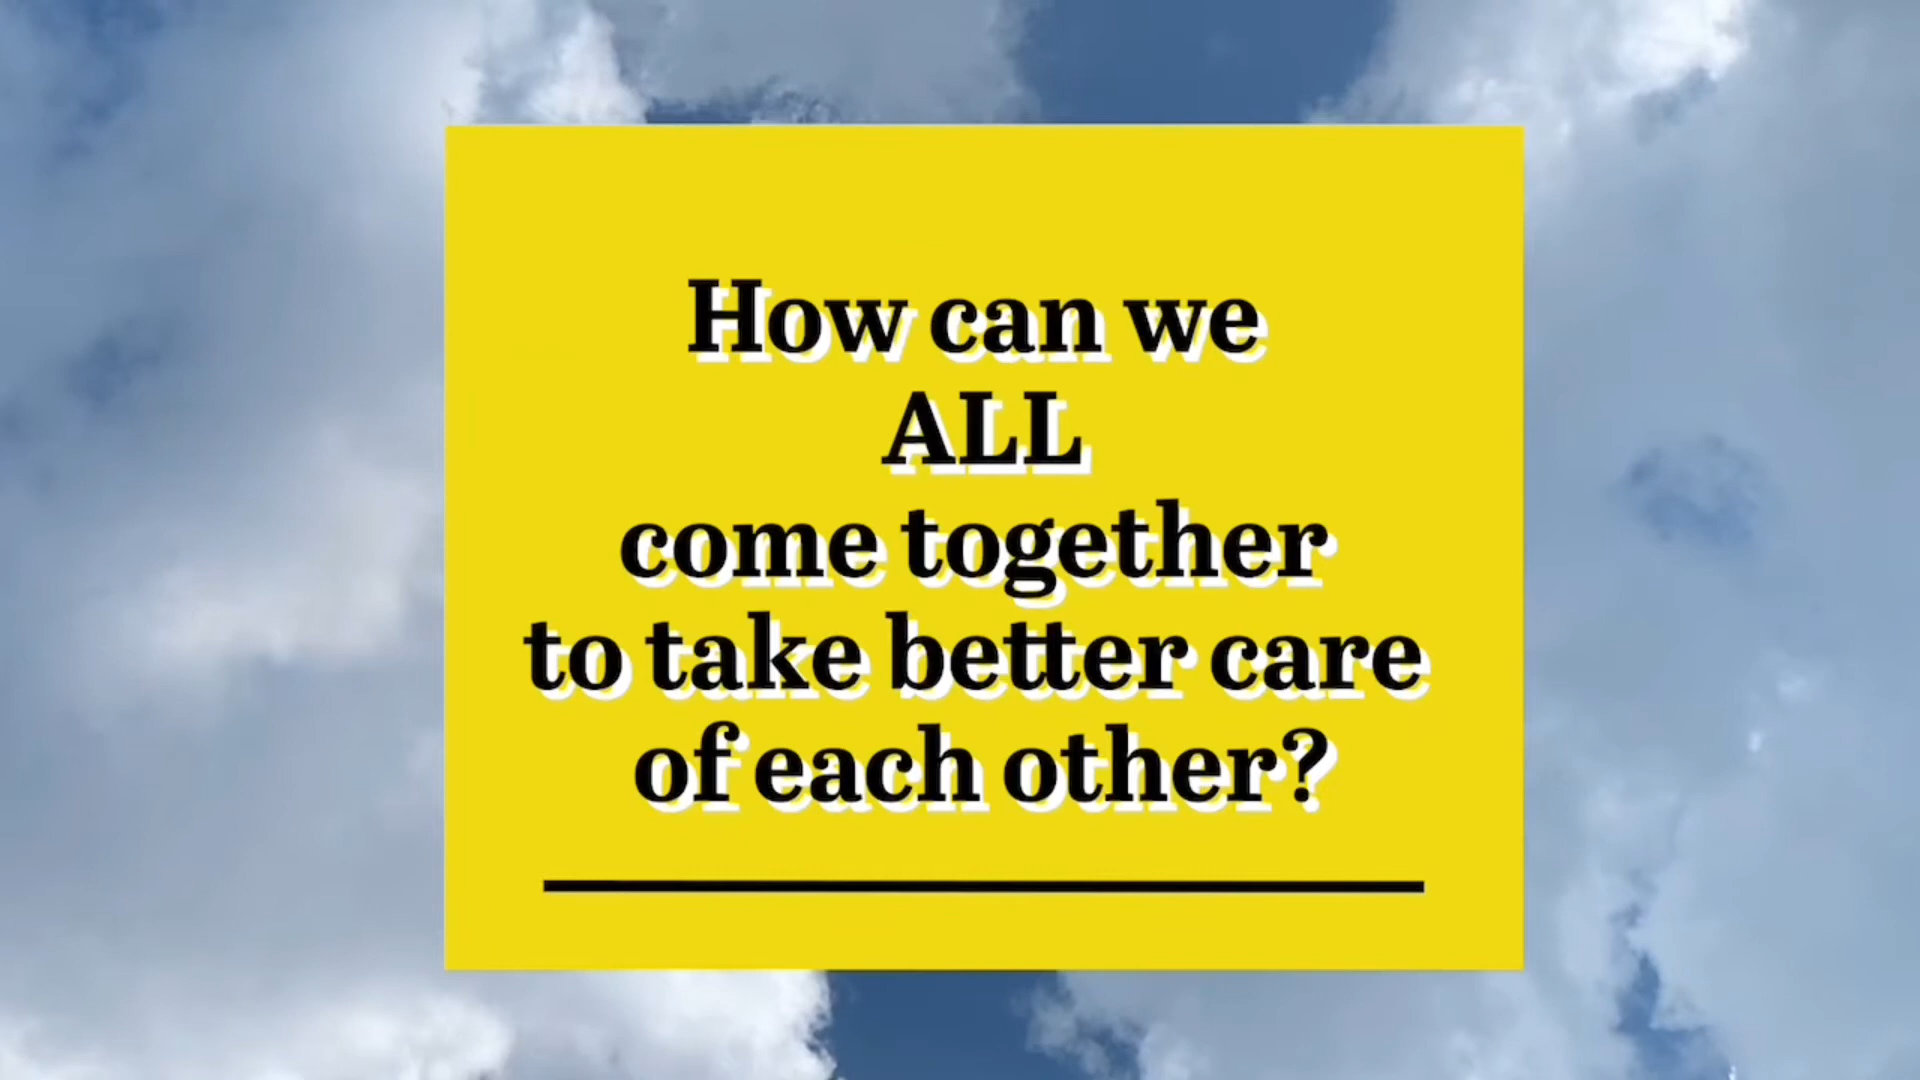 How can we
ALL
come together
to take better care
of each other?